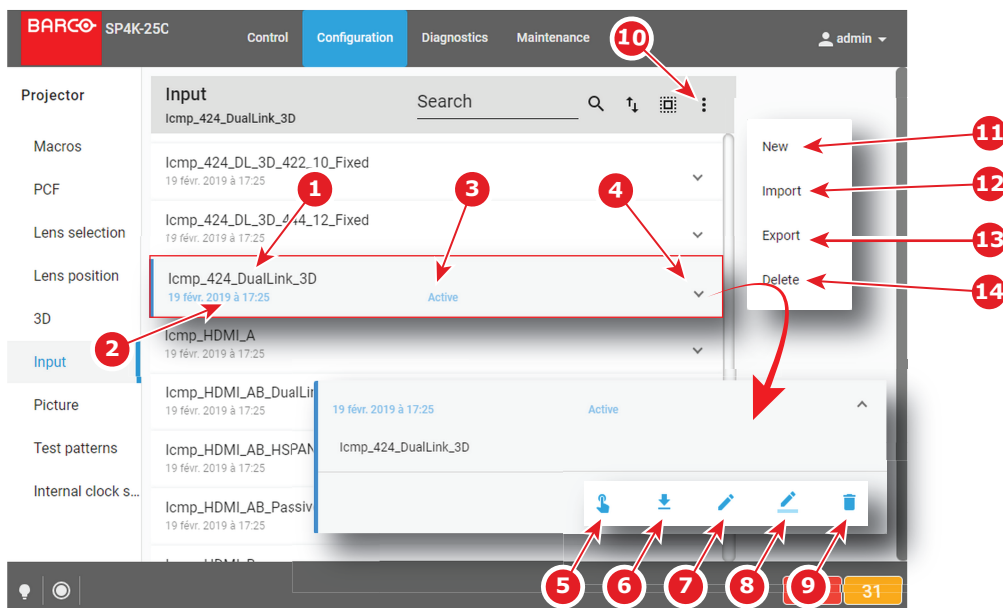 BARCO SP4K-25C
Control Configuration Diagnostics Maintenance admin
10
Projector
Macros
PCF
Lens selection
Lens position
3D
Input
Picture
Test patterns
Internal clock s...
Input
Icmp_424_DualLink_3D
Search
Icmp_424_DL_3D_422_10_Fixed
19 févr. 2019 à 17:25
Icmp_424_DL_3D_444_12_Fixed
19 févr. 2019 à 17:25
1
3
4
Icmp_424_DualLink_3D
19 févr. 2019 à 17:25 Active
2
Icmp_HDMI_A
19 févr. 2019 à 17:25
Icmp_HDMI_AB_DualLi
19 févr. 2019 à 17:25
Icmp_HDMI_AB_HSPAN
19 févr. 2019 à 17:25
Icmp_HDMI_AB_Passiv
19 févr. 2019 à 17:25
19 févr. 2019 à 17:25 Active
Icmp_424_DualLink_3D
5
6
7
8
9
New
Import
Export
Delete
11
12
13
14
31